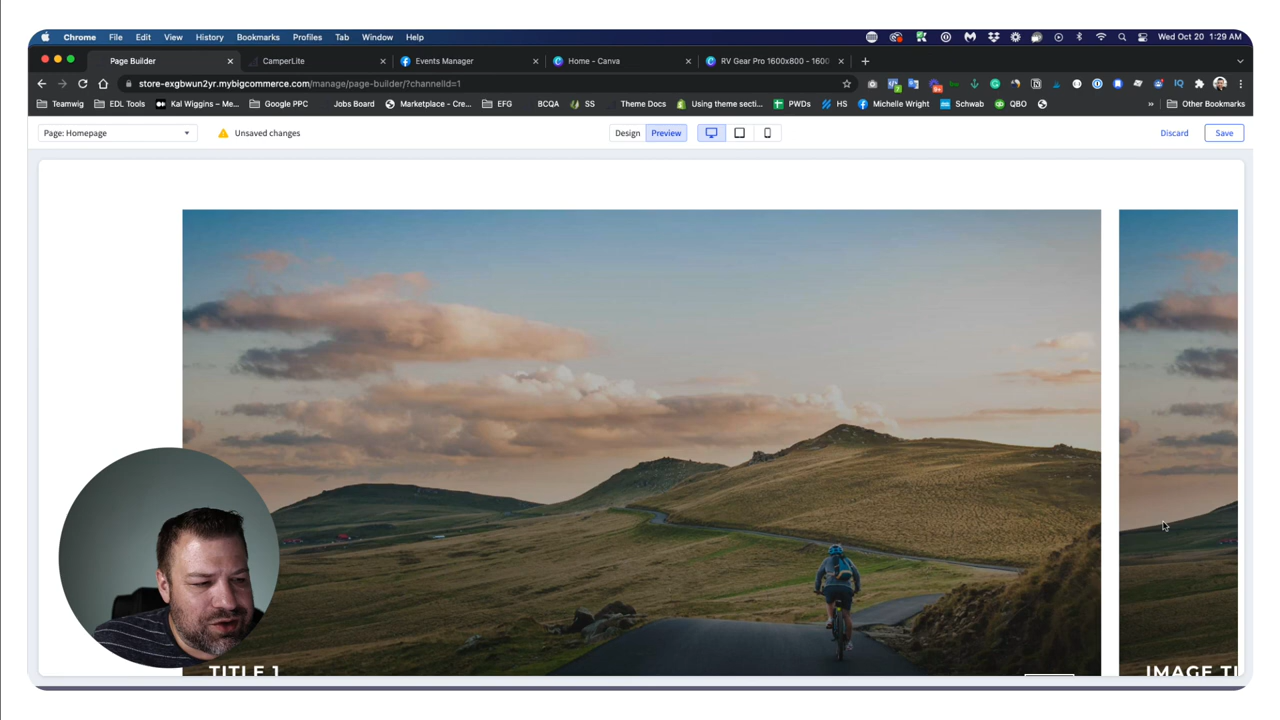 Chrome File Edit View History Bookmarks Profiles Tab Window Help Wed Oct 20 1:29 AM
Page Builder CamperLite Events Manager Home - Canva RV Gear Pro 1600x800 - 1600
store-exgbwun2yr.mybigcommerce.com/manage/page-builder/?channelId=1
Teamwig EDL Tools Kal Wiggins – Me... Google PPC Jobs Board Marketplace - Cre... EFG BCQA SS Theme Docs Using theme secti... PWDs HS Michelle Wright Schwab QBO » Other Bookmarks
Page: Homepage Unsaved changes Design Preview Discard Save
TITLE 1 IMAGE TI